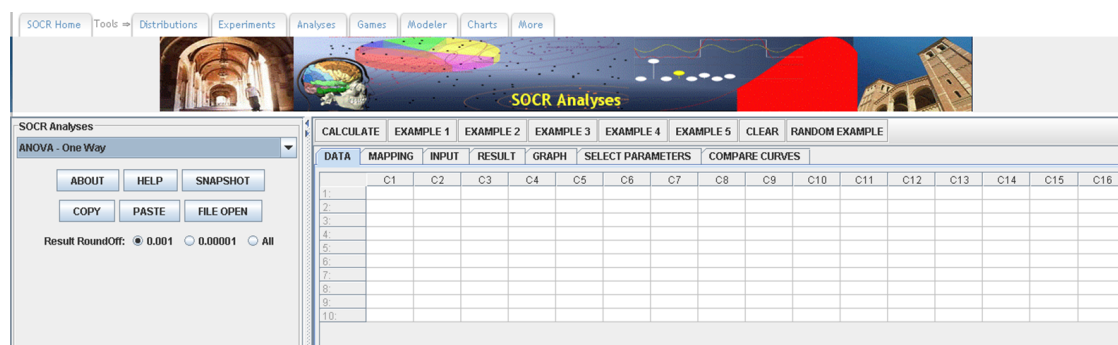 SOCR Home Tools ⇒ Distributions Experiments Analyses Games Modeler Charts More
SOCR Analyses
SOCR Analyses
ANOVA - One Way
ABOUT HELP SNAPSHOT
COPY PASTE FILE OPEN
Result RoundOff: 0.001 0.00001 All
CALCULATE EXAMPLE 1 EXAMPLE 2 EXAMPLE 3 EXAMPLE 4 EXAMPLE 5 CLEAR RANDOM EXAMPLE
DATA MAPPING INPUT RESULT GRAPH SELECT PARAMETERS COMPARE CURVES
C1 C2 C3 C4 C5 C6 C7 C8 C9 C10 C11 C12 C13 C14 C15 C16
1:
2:
3:
4:
5:
6:
7:
8:
9:
10: